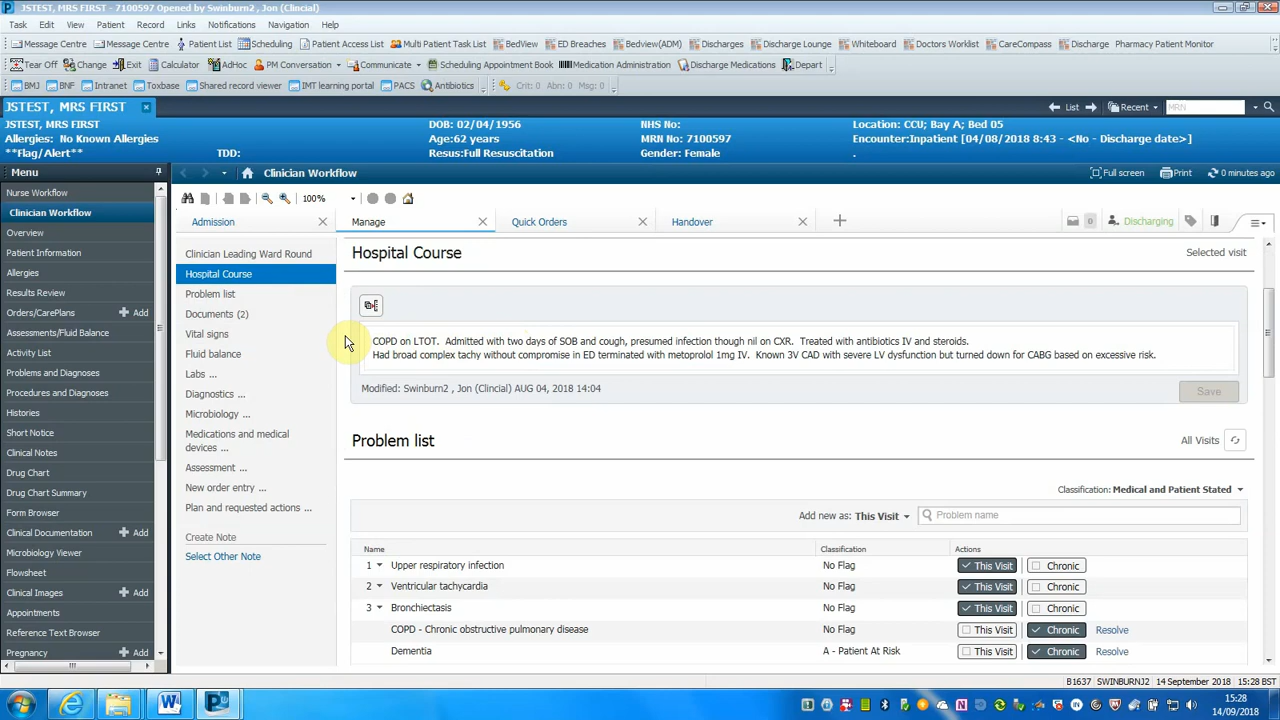 JSTEST, MRS FIRST - 7100597 Opened by Swinburn2 , Jon (Clincial)
Task Edit View Patient Record Links Notifications Navigation Help
Message Centre Message Centre Patient List Scheduling Patient Access List Multi Patient Task List BedView ED Breaches Bedview(ADM) Discharges Discharge Lounge Whiteboard Doctors Worklist CareCompass Discharge Pharmacy Patient Monitor
Tear Off Change Exit Calculator AdHoc PM Conversation Communicate Scheduling Appointment Book Medication Administration Discharge Medications Depart
BMJ BNF Intranet Toxbase Shared record viewer IMT learning portal PACS Antibiotics Crit: 0 Abn: 0 Msg: 0
JSTEST, MRS FIRST List Recent MRN
JSTEST, MRS FIRST DOB: 02/04/1956 NHS No: Location: CCU; Bay A; Bed 05
Allergies: No Known Allergies Age:62 years MRN No: 7100597 Encounter:Inpatient [04/08/2018 8:43 - <No - Discharge date>]
**Flag/Alert** TDD: Resus:Full Resuscitation Gender: Female .
Menu Clinician Workflow Full screen Print 0 minutes ago
Nurse Workflow
Clinician Workflow
Overview
Patient Information
Allergies
Results Review
Orders/CarePlans Add
Assessments/Fluid Balance
Activity List
Problems and Diagnoses
Procedures and Diagnoses
Histories
Short Notice
Clinical Notes
Drug Chart
Drug Chart Summary
Form Browser
Clinical Documentation Add
Microbiology Viewer
Flowsheet
Clinical Images Add
Appointments
Reference Text Browser
Pregnancy Add
100%
Admission Manage Quick Orders Handover 0 Discharging
Clinician Leading Ward Round
Hospital Course
Problem list
Documents (2)
Vital signs
Fluid balance
Labs ...
Diagnostics ...
Microbiology ...
Medications and medical
devices ...
Assessment ...
New order entry ...
Plan and requested actions ...
Create Note
Select Other Note
Hospital Course Selected visit
COPD on LTOT. Admitted with two days of SOB and cough, presumed infection though nil on CXR. Treated with antibiotics IV and steroids.
Had broad complex tachy without compromise in ED terminated with metoprolol 1mg IV. Known 3V CAD with severe LV dysfunction but turned down for CABG based on excessive risk.
Modified: Swinburn2 , Jon (Clincial) AUG 04, 2018 14:04 Save
Problem list All Visits
Classification: Medical and Patient Stated
Add new as: This Visit Problem name
Name Classification Actions
1 Upper respiratory infection No Flag This Visit Chronic
2 Ventricular tachycardia No Flag This Visit Chronic
3 Bronchiectasis No Flag This Visit Chronic
COPD - Chronic obstructive pulmonary disease No Flag This Visit Chronic Resolve
Dementia A - Patient At Risk This Visit Chronic Resolve
B1637 SWINBURNJ2 14 September 2018 15:28 BST
15:28
14/09/2018